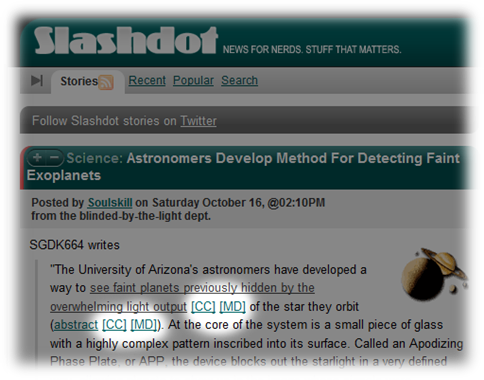 Slashdot NEWS FOR NERDS. STUFF THAT MATTERS.
Stories Recent Popular Search
Follow Slashdot stories on Twitter
+ - Science: Astronomers Develop Method For Detecting Faint
Exoplanets
Posted by Soulskill on Saturday October 16, @02:10PM
from the blinded-by-the-light dept.
SGDK664 writes
"The University of Arizona's astronomers have developed a
way to see faint planets previously hidden by the
overwhelming light output [CC] [MD] of the star they orbit
(abstract [CC] [MD]). At the core of the system is a small piece of glass
with a highly complex pattern inscribed into its surface. Called an Apodizing
Phase Plate, or APP, the device blocks out the starlight in a very defined